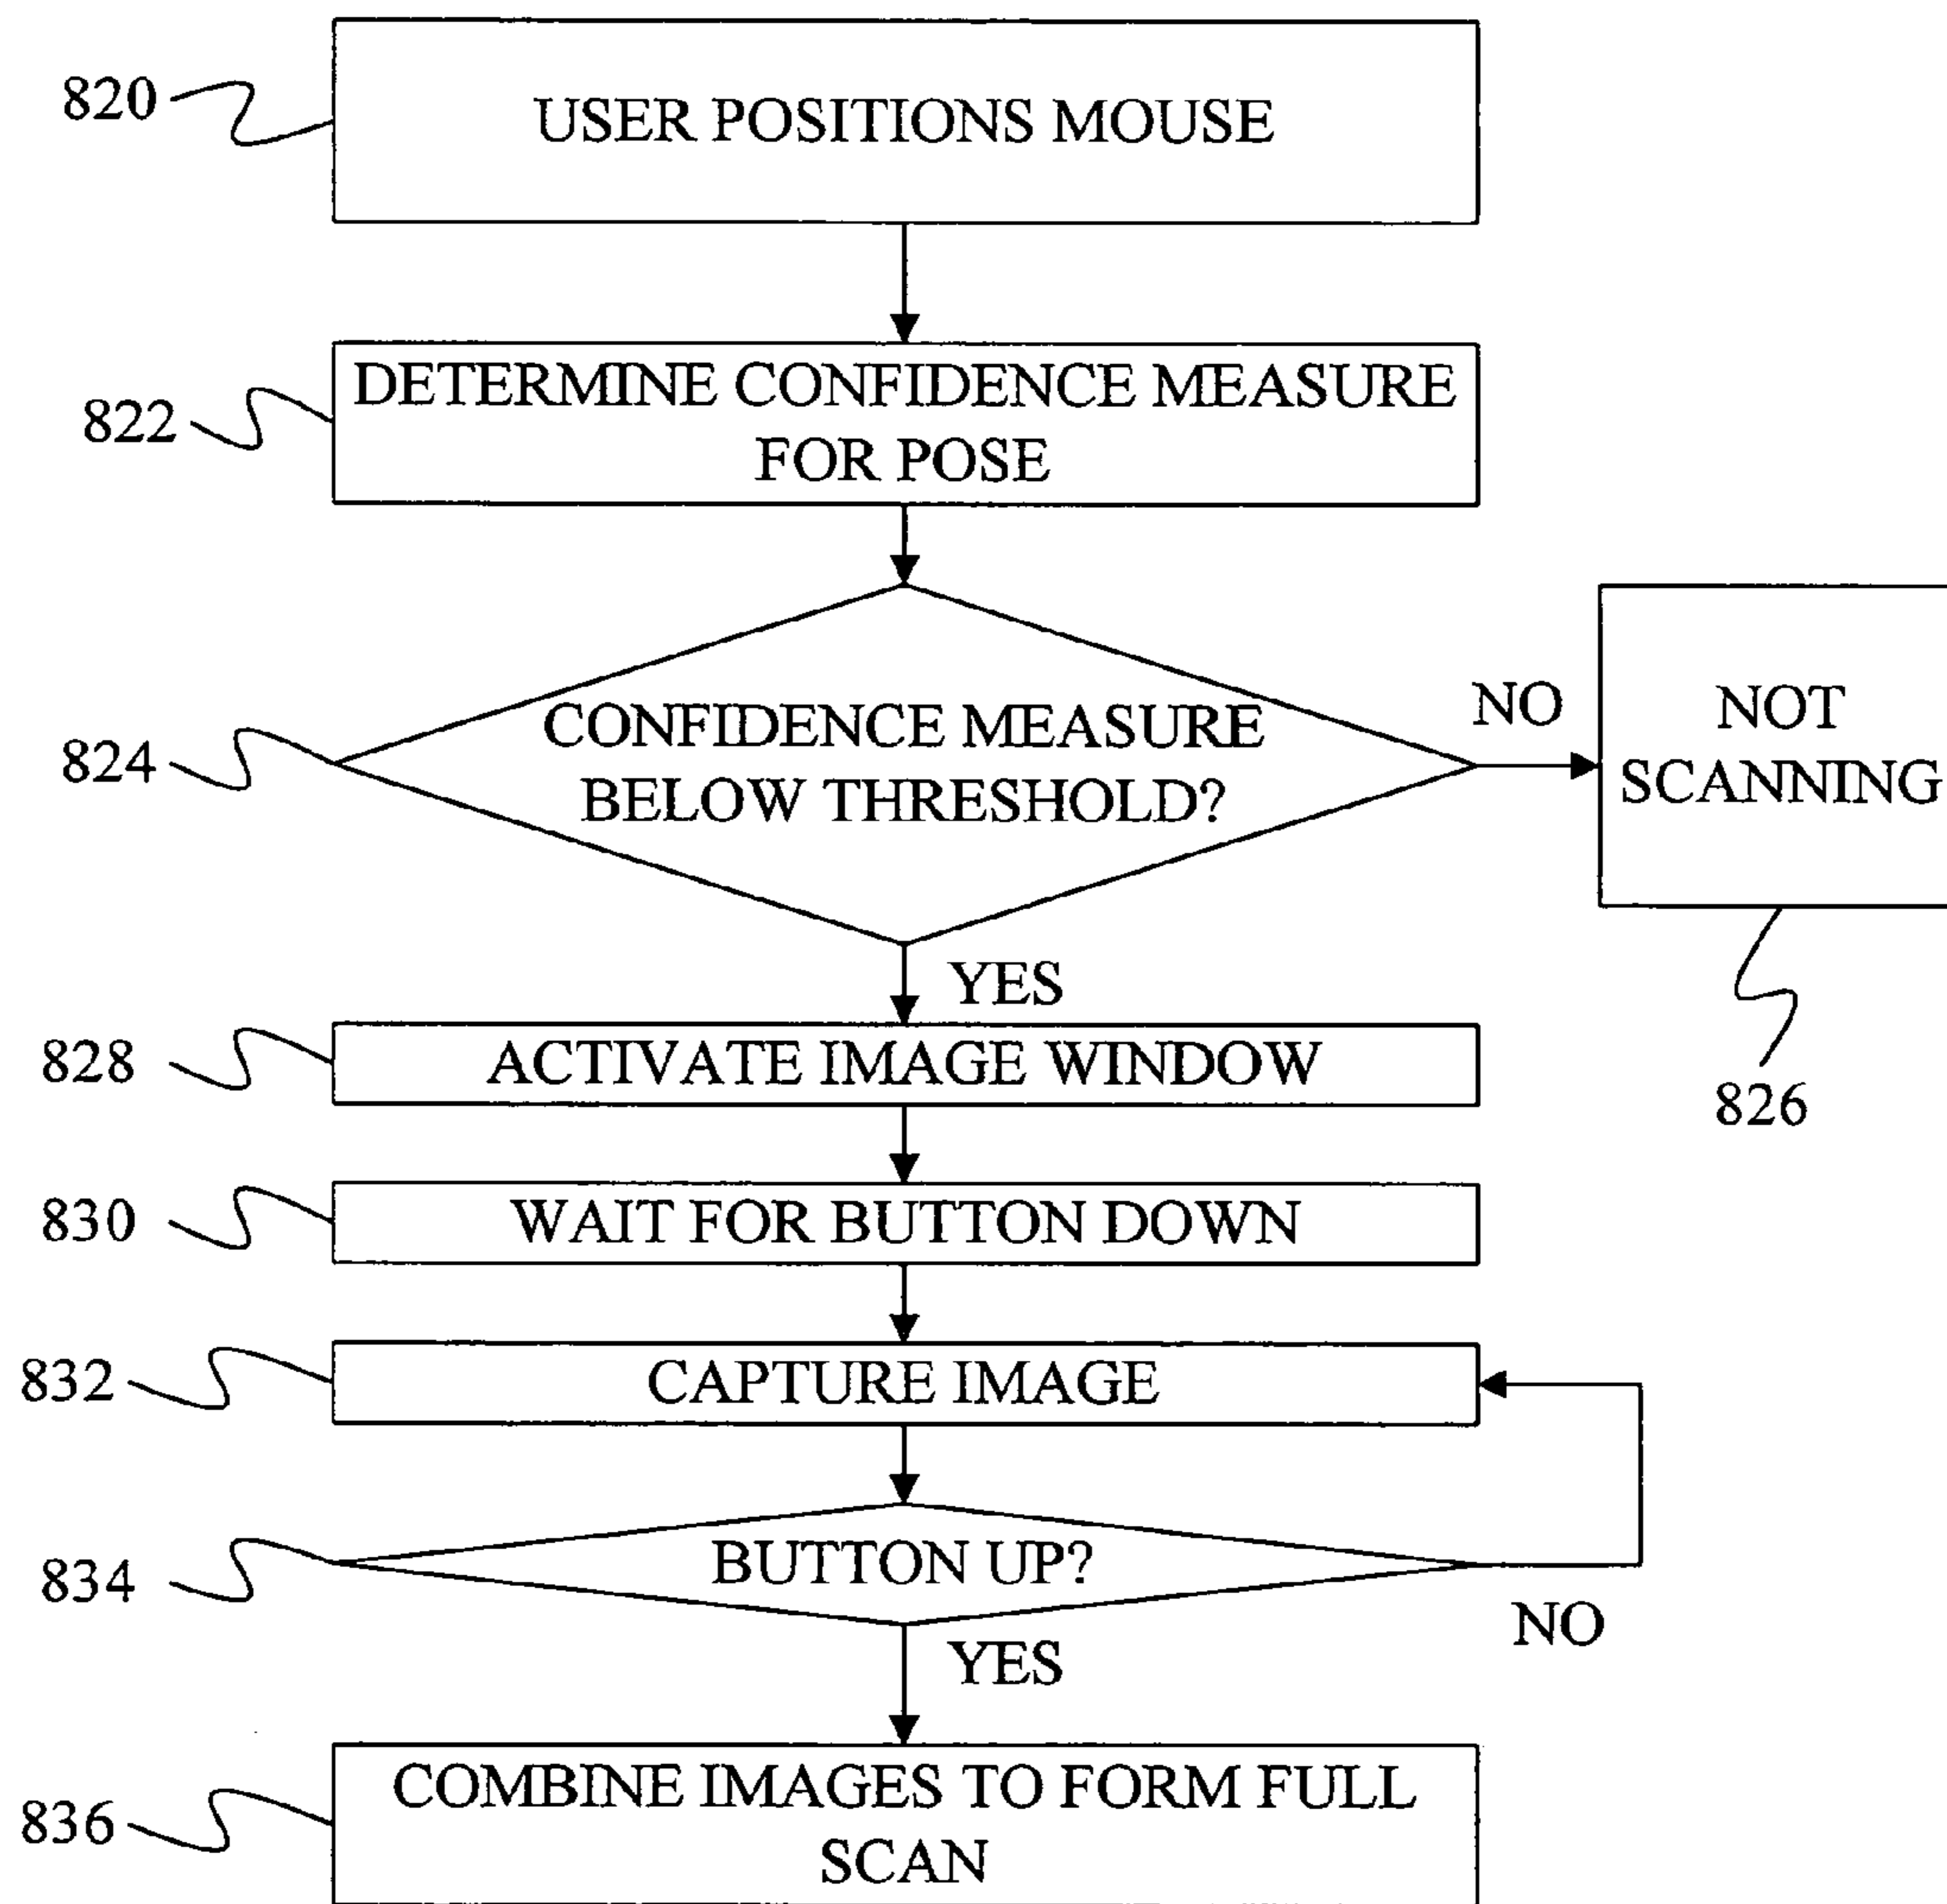 820
USER POSITIONS MOUSE
822
DETERMINE CONFIDENCE MEASURE
FOR POSE
824
CONFIDENCE MEASURE
BELOW THRESHOLD?
NO
NOT
SCANNING
826
YES
828
ACTIVATE IMAGE WINDOW
830
WAIT FOR BUTTON DOWN
832
CAPTURE IMAGE
834
BUTTON UP?
NO
YES
836
COMBINE IMAGES TO FORM FULL
SCAN